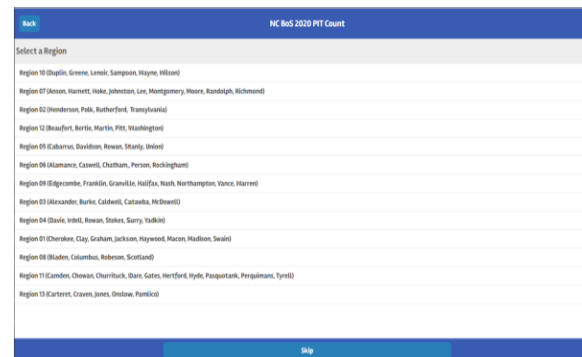 Back
NC BoS 2020 PIT Count
Select a Region
Region 10 (Duplin, Greene, Lenoir, Sampson, Wayne, Wilson)
Region 07 (Anson, Harnett, Hoke, Johnston, Lee, Montgomery, Moore, Randolph, Richmond)
Region 02 (Henderson, Polk, Rutherford, Transylvania)
Region 12 (Beaufort, Bertie, Martin, Pitt, Washington)
Region 05 (Cabarrus, Davidson, Rowan, Stanly, Union)
Region 06 (Alamance, Caswell, Chatham, Person, Rockingham)
Region 09 (Edgecombe, Franklin, Granville, Halifax, Nash, Northampton, Vance, Warren)
Region 03 (Alexander, Burke, Caldwell, Catawba, McDowell)
Region 04 (Davie, Iredell, Rowan, Stokes, Surry, Yadkin)
Region 01 (Cherokee, Clay, Graham, Jackson, Haywood, Macon, Madison, Swain)
Region 08 (Bladen, Columbus, Robeson, Scotland)
Region 11 (Camden, Chowan, Churrituck, Dare, Gates, Hertford, Hyde, Pasquotank, Perquimans, Tyrell)
Region 13 (Carteret, Craven, Jones, Onslow, Pamlico)
Skip